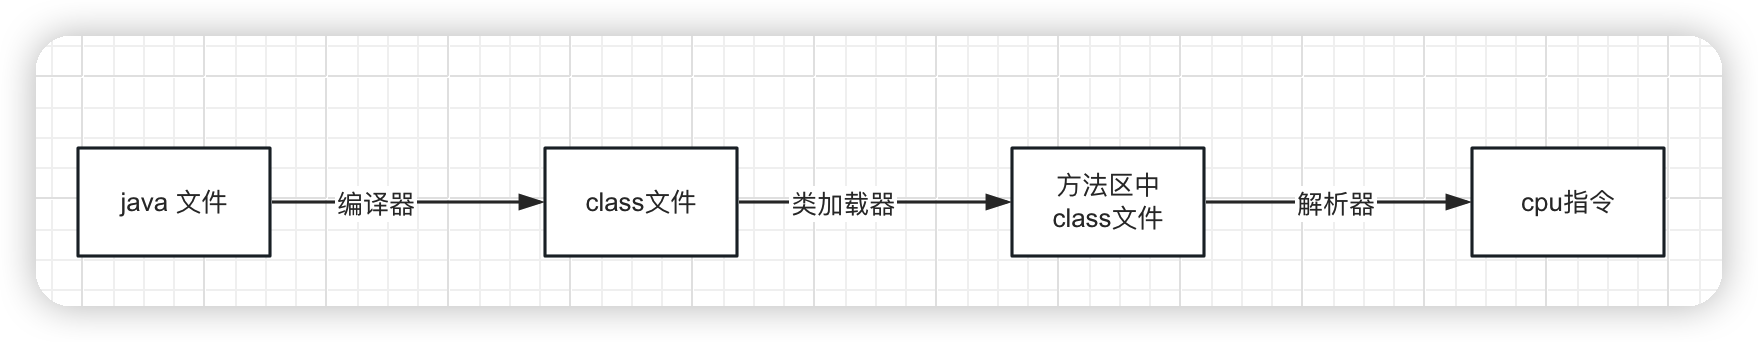 java 文件
编译器
class文件
类加载器
方法区中
class文件
解析器
cpu指令